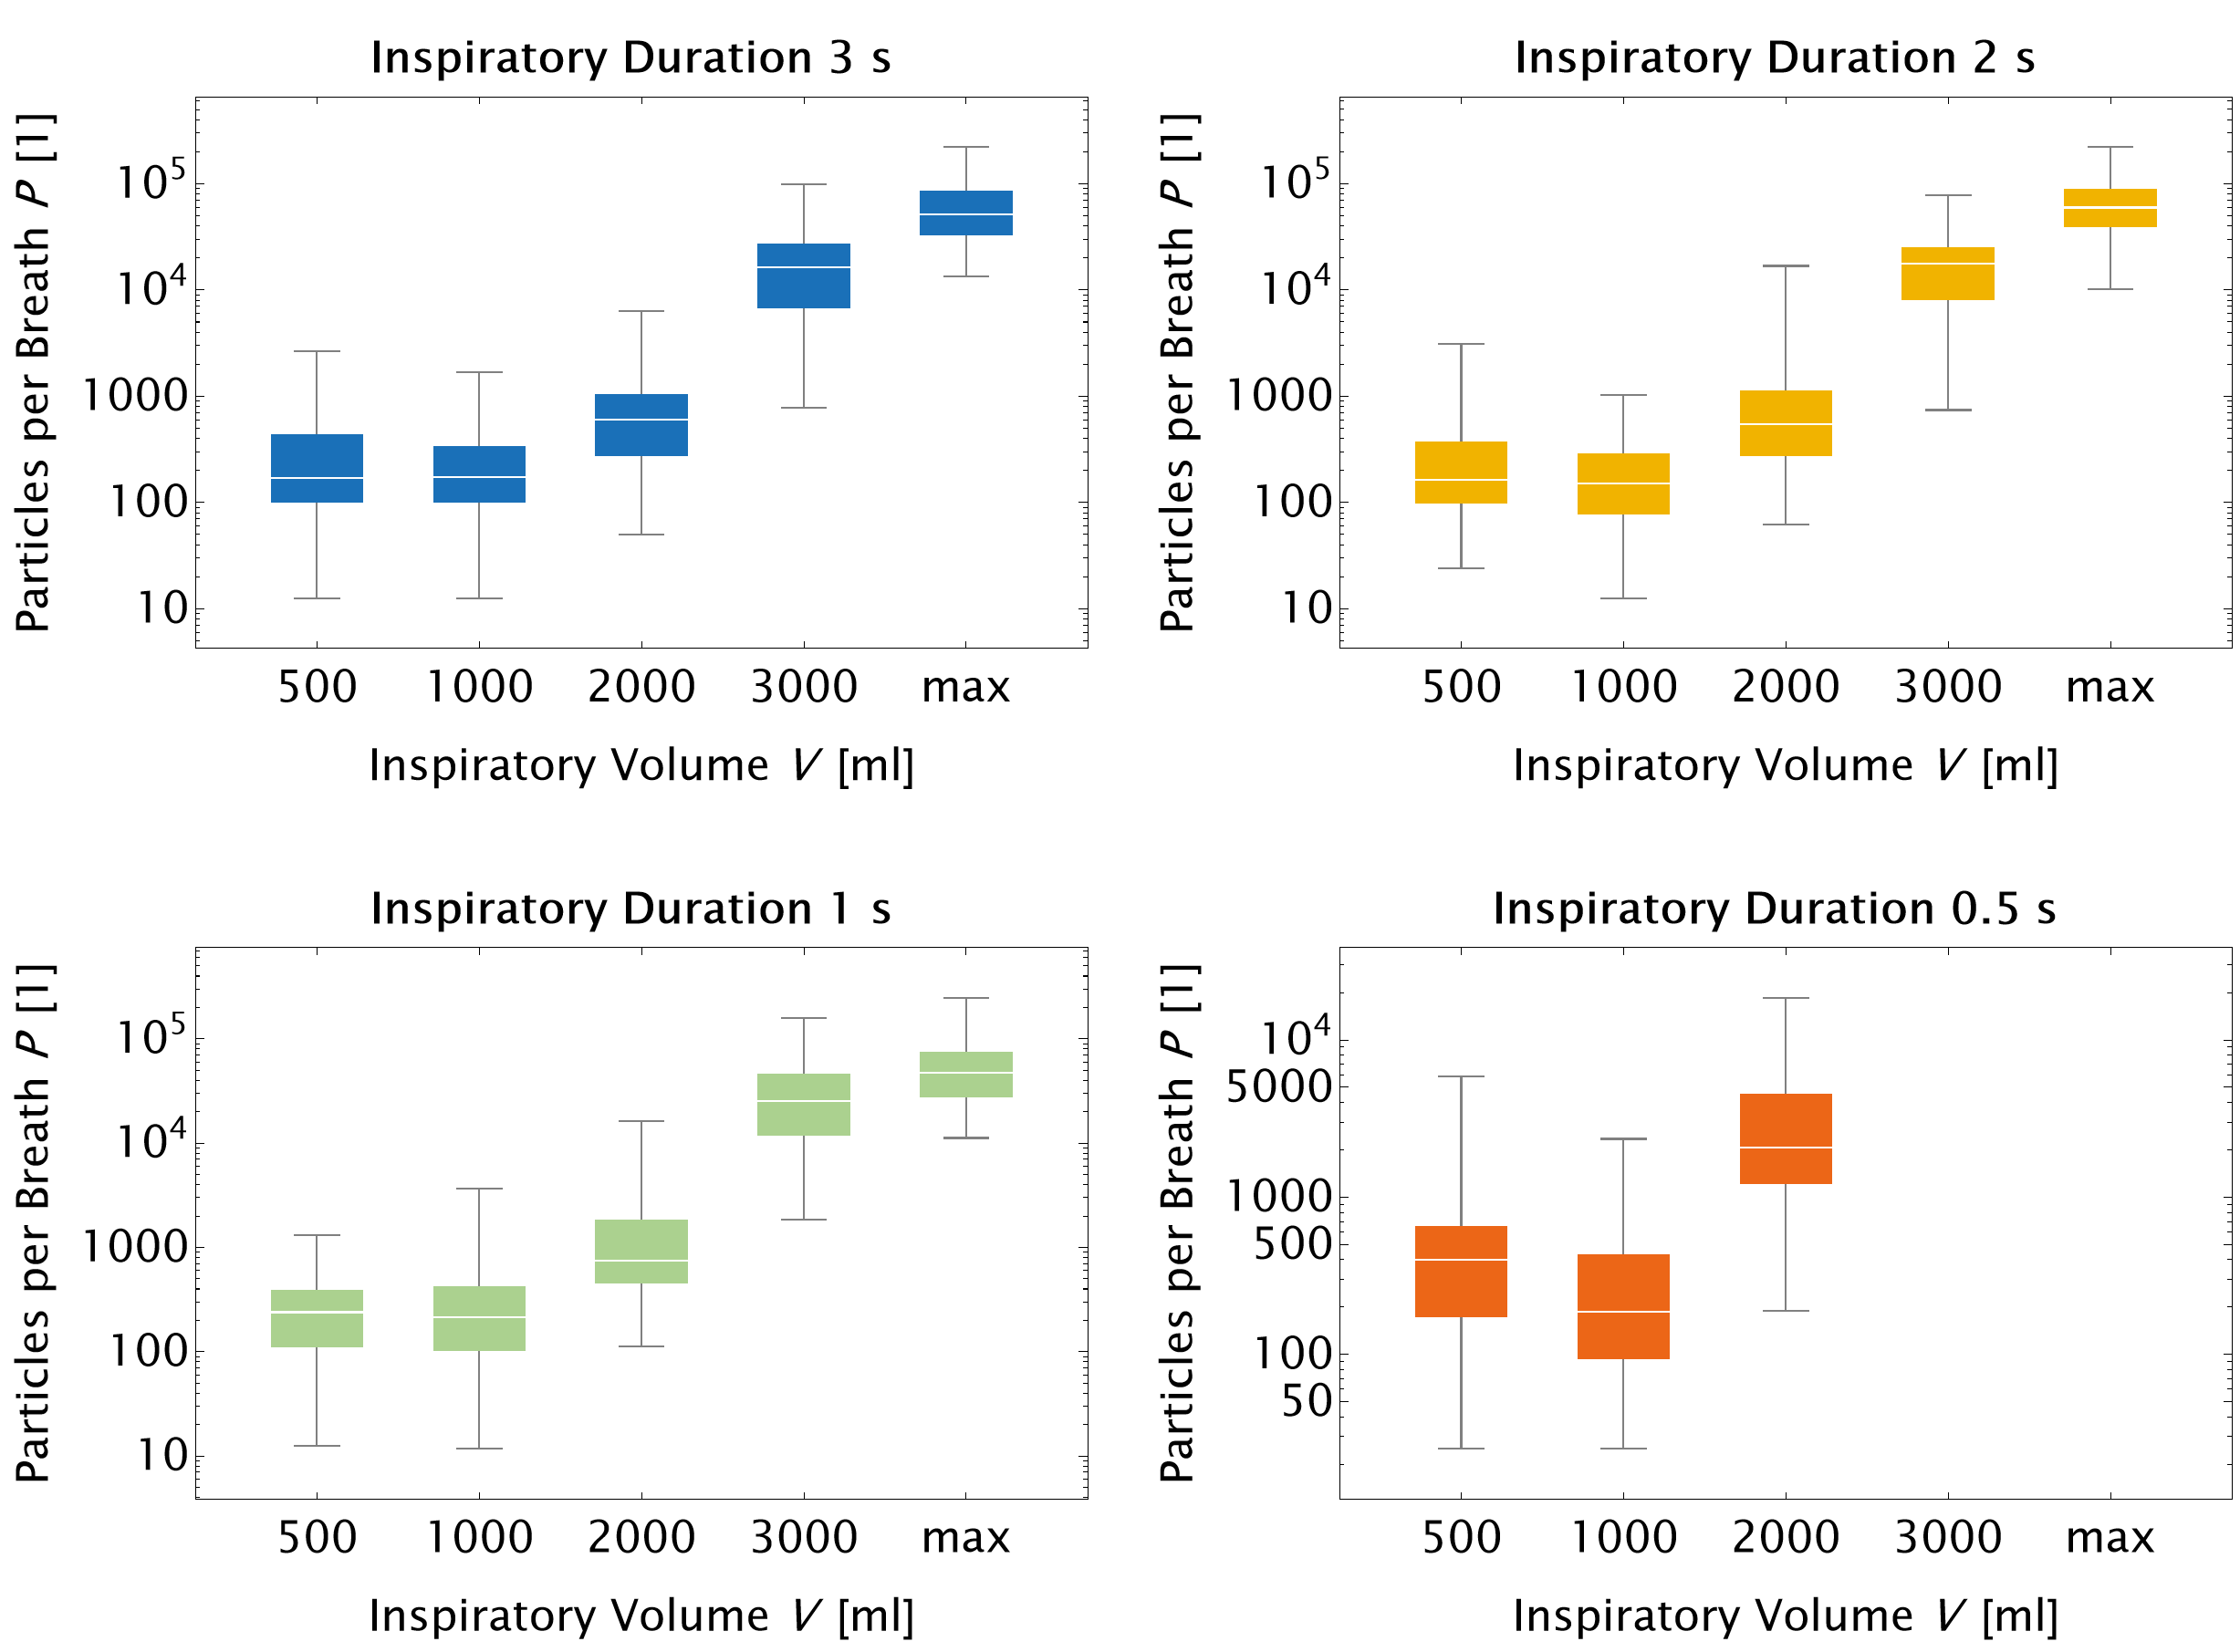 Inspiratory Duration 3 s
Particles per Breath P [1]
10^5
10^4
1000
100
10
500 1000 2000 3000 max
Inspiratory Volume V [ml]
Inspiratory Duration 2 s
Particles per Breath P [1]
10^5
10^4
1000
100
10
500 1000 2000 3000 max
Inspiratory Volume V [ml]
Inspiratory Duration 1 s
Particles per Breath P [1]
10^5
10^4
1000
100
10
500 1000 2000 3000 max
Inspiratory Volume V [ml]
Inspiratory Duration 0.5 s
Particles per Breath P [1]
10^4
5000
1000
500
100
50
500 1000 2000 3000 max
Inspiratory Volume V [ml]